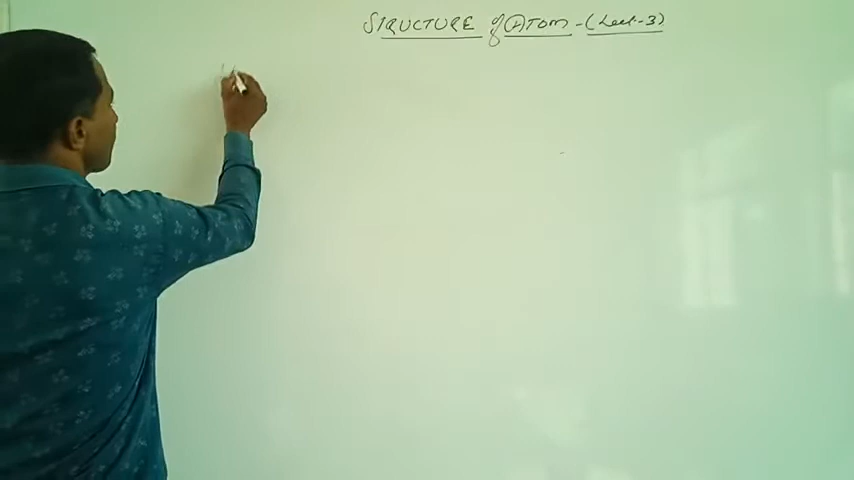 STRUCTURE of ATOM - (Lect-3)